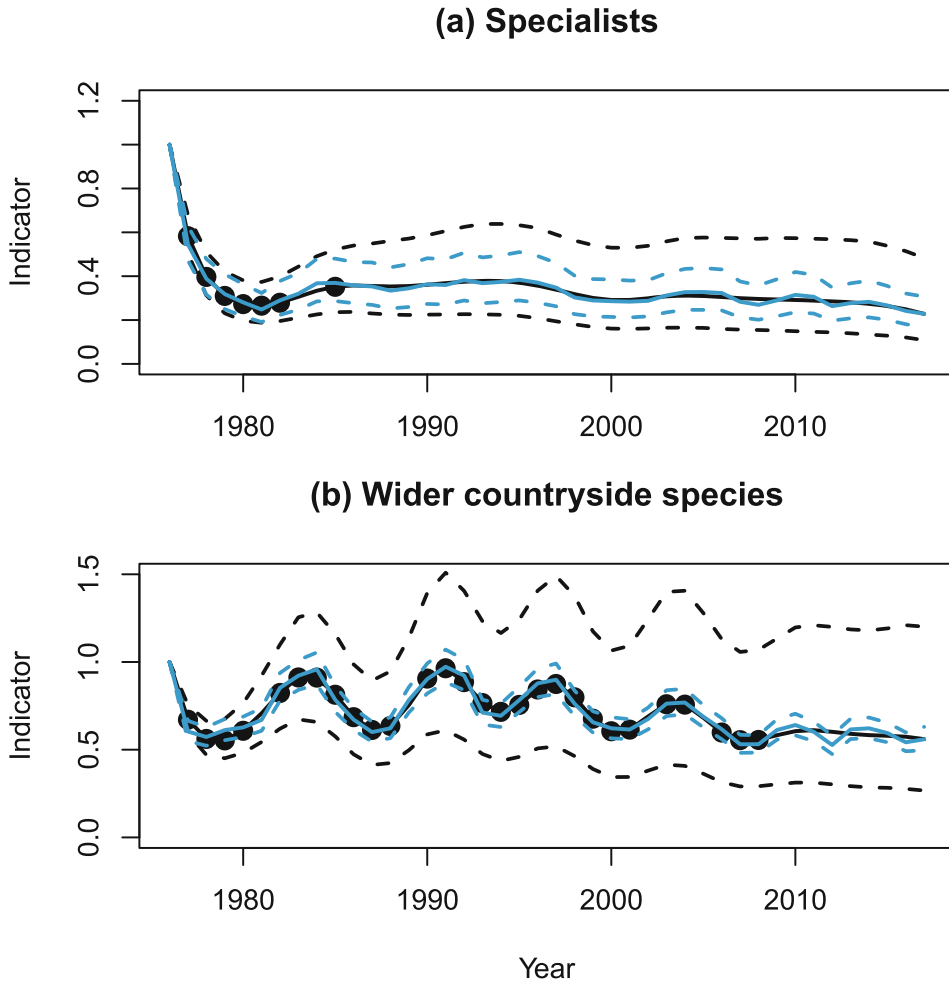 (a) Specialists
Indicator
1.2
0.8
0.4
0.0
1980 1990 2000 2010
(b) Wider countryside species
Indicator
1.5
1.0
0.5
0.0
1980 1990 2000 2010
Year